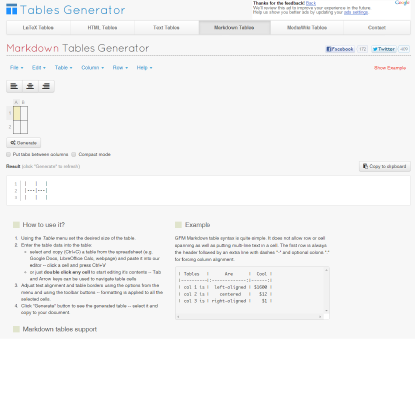 Tables Generator
Thanks for the feedback! Back
We'll review this ad to improve your experience in the future.
Help us show you better ads by updating your ads settings.
Google
LaTeX Tables
HTML Tables
Text Tables
Markdown Tables
MediaWiki Tables
Contact
Markdown Tables Generator
Facebook
Twitter
File Edit Table Column Row Help
Show Example
A B
1
2
Generate
Put tabs between columns Compact mode
Result (click "Generate" to refresh)
Copy to clipboard
1 | | |
2 |---|---|
3 | | |
How to use it?
1. Using the Table menu set the desired size of the table.
2. Enter the table data into the table:
select and copy (Ctrl+C) a table from the spreadsheet (e.g.
Google Docs, LibreOffice Calc, webpage) and paste it into our
editor -- click a cell and press Ctrl+V
or just double click any cell to start editing it's contents -- Tab
and Arrow keys can be used to navigate table cells
3. Adjust text alignment and table borders using the options from the
menu and using the toolbar buttons -- formatting is applied to all the
selected cells.
4. Click "Generate" button to see the generated table -- select it and
copy to your document.
Markdown tables support
Example
GFM Markdown table syntax is quite simple. It does not allow row or cell
spanning as well as putting multi-line text in a cell. The first row is always
the header followed by an extra line with dashes "-" and optional colons ":"
for forcing column alignment.
| Tables | Are | Cool |
|----------|:-------------:|------:|
| col 1 is | left-aligned | $1600 |
| col 2 is | centered | $12 |
| col 3 is | right-aligned | $1 |